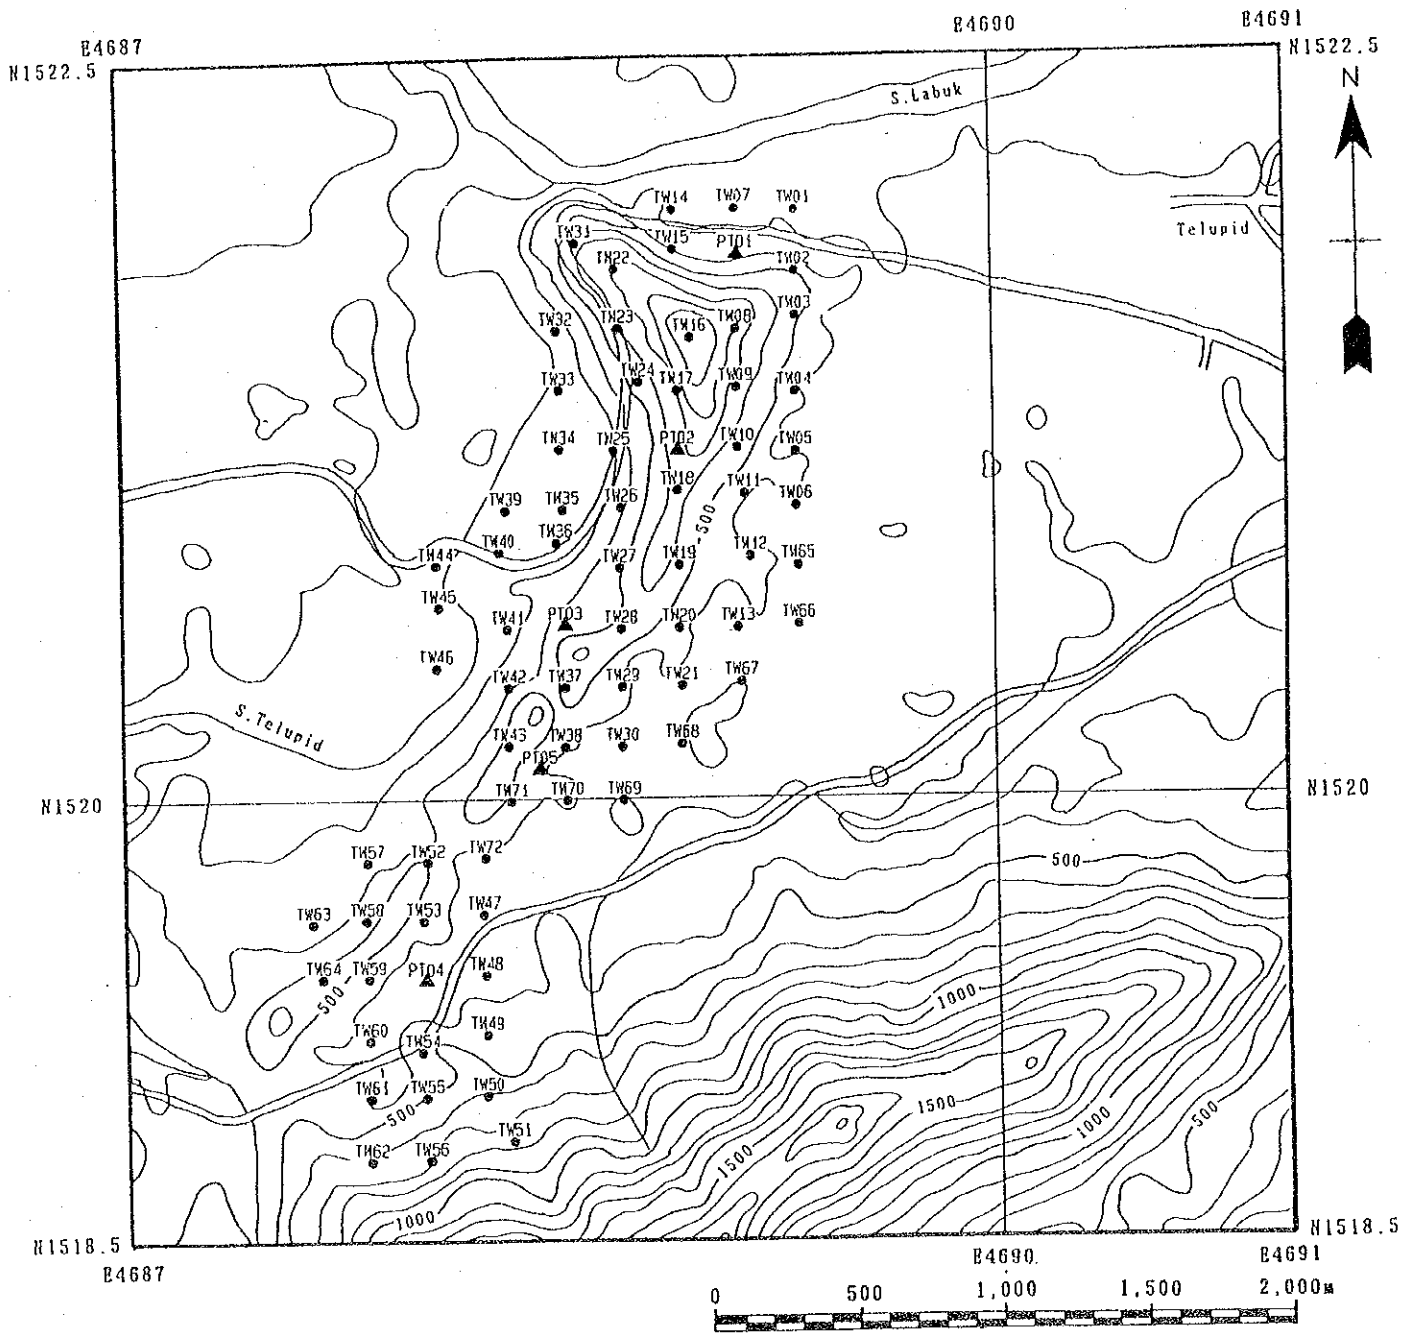 E4690 E4691
E4687
N1522.5 N1522.5
N
S.Labuk
TW14 TW07 TW01
Telupid
TW31 TW15 PT01
TW22 TW02
TW03
TW32 TW23 TW16 TW08
TW33 TW24 TW17 TW09 TW04
TW34 TW25 PT02 TW10 TW05
TW18 TW11
TW39 TW35 TW26 TW06
500
TW36
TW44 TW40 TW27 TW19 TW12 TW65
TW45
TW41 PT03 TW28 TW20 TW13 TW66
TW46
TW42 TW37 TW29 TW21 TW67
S.Telupid
TW43 TW38 TW30 TW68
PT05
N1520 TW71 TW70 TW69 N1520
TW57 TW52 TW72
500
TW63 TW58 TW53 TW47
TW64 TW59 PT04 TW48
500
1000
TW60 TW54 TW49
TW61 TW55 TW50
500 1500 1000 500
TW51
TW62 TW56
1500
1000
N1518.5 N1518.5
E4687 E4690 E4691
0 500 1,000 1,500 2,000M